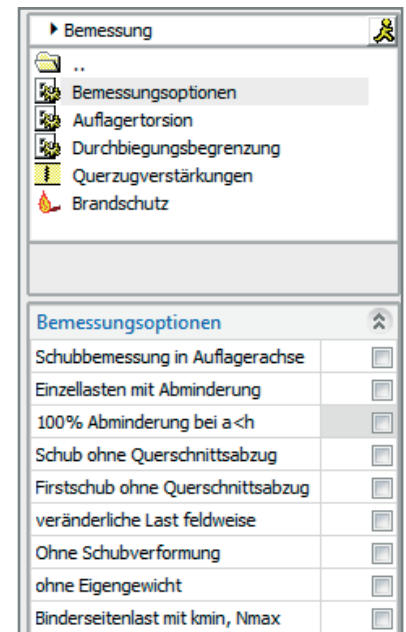 Bemessung
..
Bemessungsoptionen
Auflagertorsion
Durchbiegungsbegrenzung
Querzugverstärkungen
Brandschutz
Bemessungsoptionen
Schubbemessung in Auflagerachse
Einzellasten mit Abminderung
100% Abminderung bei a<h
Schub ohne Querschnittsabzug
Firstschub ohne Querschnittsabzug
veränderliche Last feldweise
Ohne Schubverformung
ohne Eigengewicht
Binderseitenlast mit kmin, Nmax